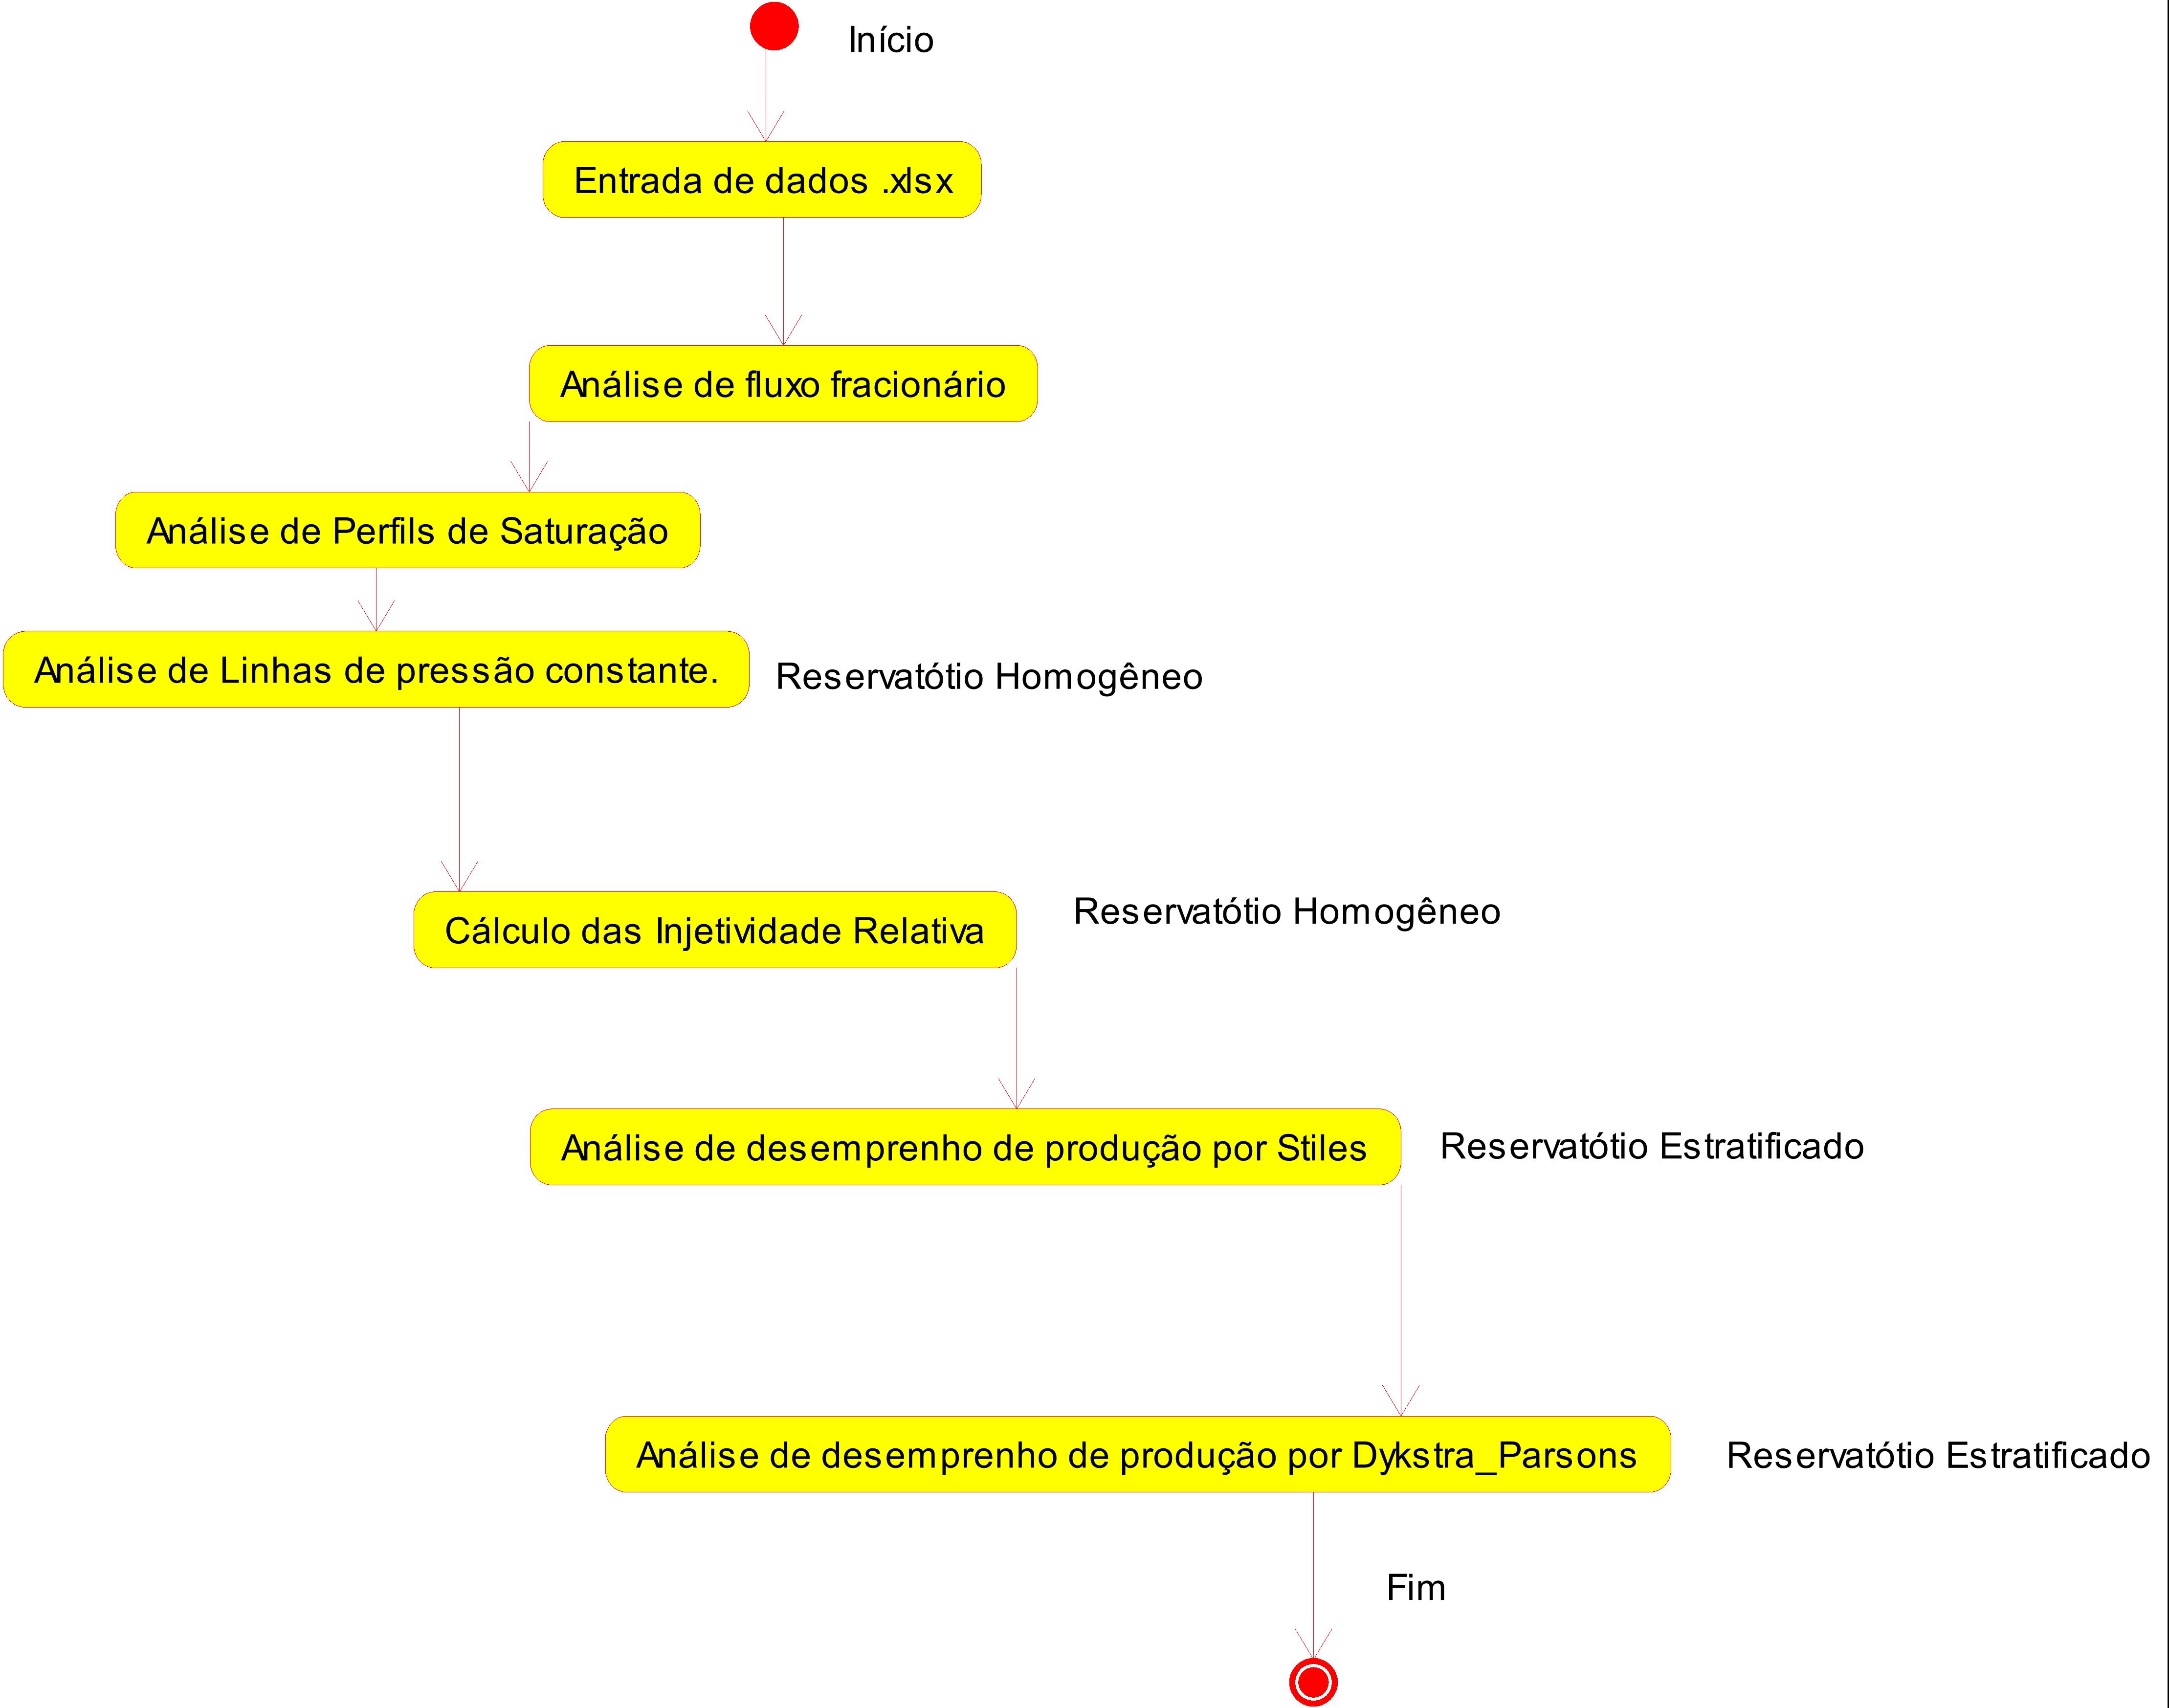 Início
Entrada de dados .xlsx
Análise de fluxo fracionário
Análise de Perfils de Saturação
Análise de Linhas de pressão constante.
Reservatótio Homogêneo
Cálculo das Injetividade Relativa
Reservatótio Homogêneo
Análise de desemprenho de produção por Stiles
Reservatótio Estratificado
Análise de desemprenho de produção por Dykstra_Parsons
Reservatótio Estratificado
Fim